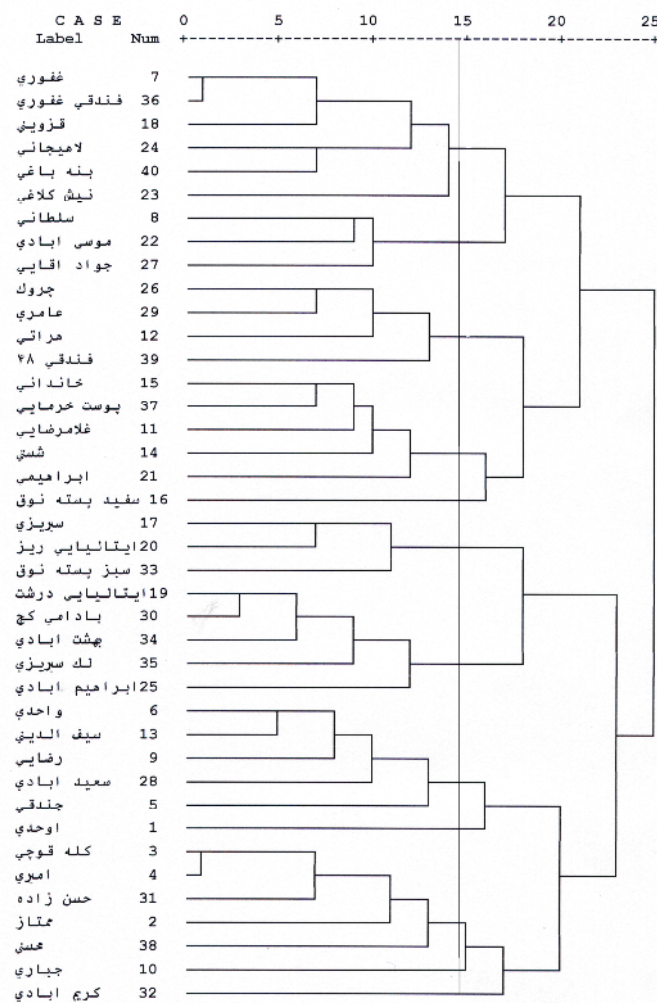 C A S E 0 5 10 15 20 25
Label Num
غفوري 7
فندقي غفوري 36
قزويني 18
لاهيجاني 24
بنه باغي 40
نيش كلاغي 23
سلطاني 8
موسى ابادي 22
جواد اقايي 27
چروك 26
عامري 29
هراتي 12
فندقي ۴۸ 39
خانداني 15
پوست خرمايي 37
غلامرضايي 11
شستي 14
ابراهيمى 21
سفيد پسته نوق 16
سريزي 17
ايتاليايي ريز 20
سبز پسته نوق 33
ايتاليايي درشت 19
بادامي كج 30
بهشت ابادي 34
لك سريزي 35
ابراهيم ابادي 25
واحدي 6
سيف الديني 13
رضايي 9
سعيد ابادي 28
جندقي 5
اوحدي 1
كله قوچي 3
اميري 4
حسن زاده 31
ممتاز 2
محسني 38
جباري 10
كريم ابادي 32